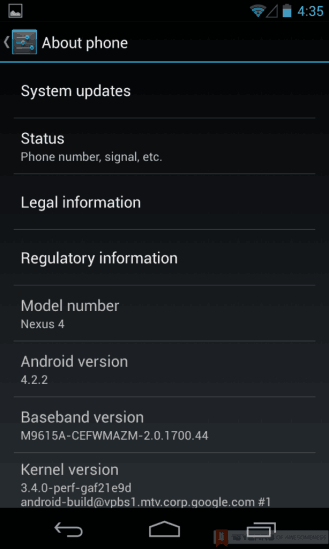 4:35
About phone
System updates
Status
Phone number, signal, etc.
Legal information
Regulatory information
Model number
Nexus 4
Android version
4.2.2
Baseband version
M9615A-CEFWMAZM-2.0.1700.44
Kernel version
3.4.0-perf-gaf21e9d
android-build@vpbs1.mtv.corp.google.com #1